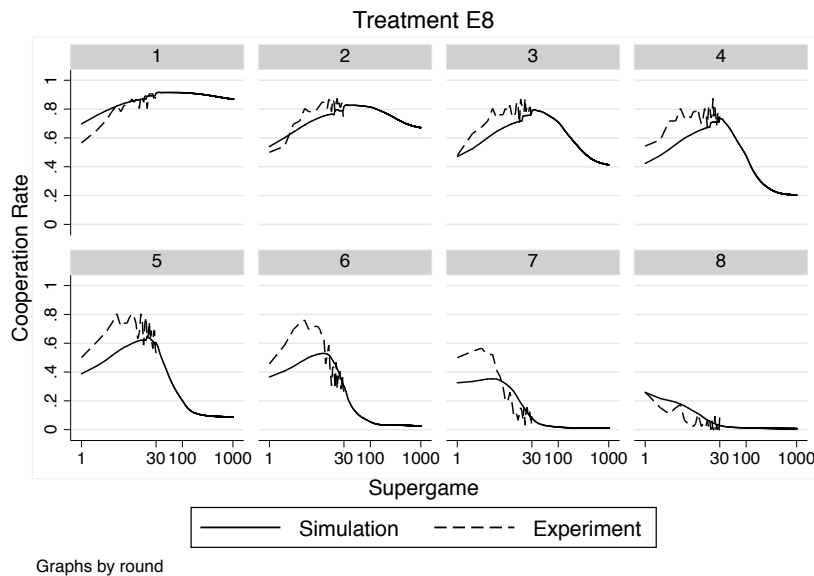 Treatment E8
1 2 3 4
0 .2 .4 .6 .8 1
5 6 7 8
0 .2 .4 .6 .8 1
Cooperation Rate
1 30 100 1000 1 30 100 1000 1 30 100 1000 1 30 100 1000
Supergame
Simulation Experiment
Graphs by round